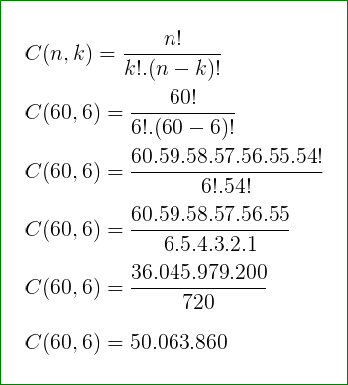 C(n, k) = n! / k!.(n − k)!
C(60, 6) = 60! / 6!.(60 − 6)!
C(60, 6) = 60.59.58.57.56.55.54! / 6!.54!
C(60, 6) = 60.59.58.57.56.55 / 6.5.4.3.2.1
C(60, 6) = 36.045.979.200 / 720
C(60, 6) = 50.063.860